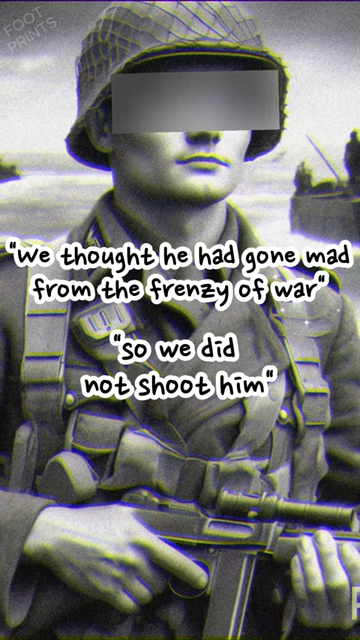 FOOT
PRINTS
"we thought he had gone mad
from the frenzy of war"
"so we did
not shoot him"